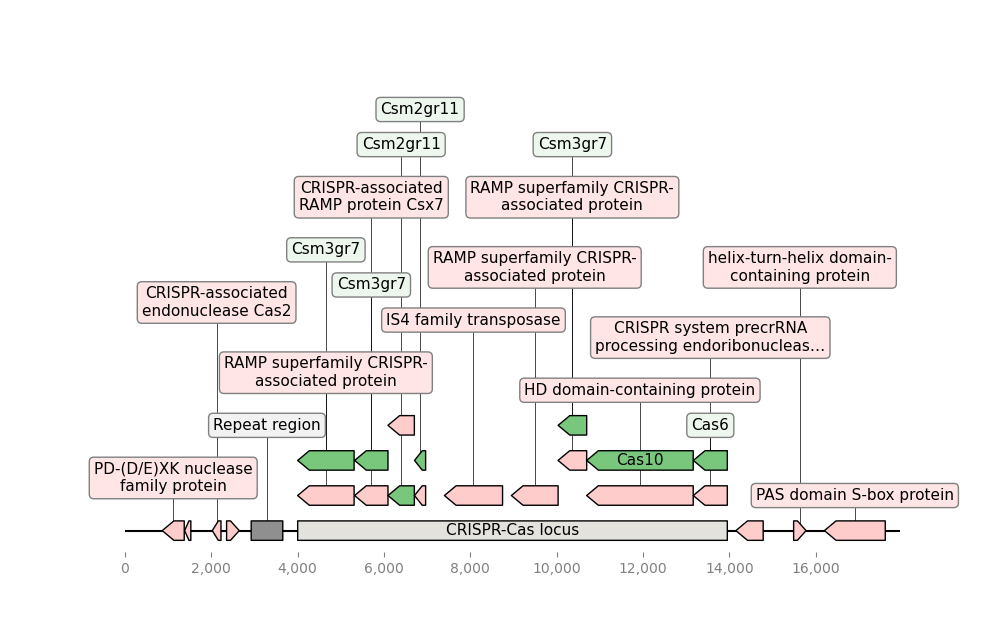 Csm2gr11
Csm2gr11
Csm3gr7
CRISPR-associated
RAMP protein Csx7
RAMP superfamily CRISPR-
associated protein
Csm3gr7
RAMP superfamily CRISPR-
associated protein
helix-turn-helix domain-
containing protein
Csm3gr7
CRISPR-associated
endonuclease Cas2
IS4 family transposase
CRISPR system precrRNA
processing endoribonucleas...
RAMP superfamily CRISPR-
associated protein
HD domain-containing protein
Repeat region
Cas6
Cas10
PD-(D/E)XK nuclease
family protein
PAS domain S-box protein
CRISPR-Cas locus
0 2,000 4,000 6,000 8,000 10,000 12,000 14,000 16,000